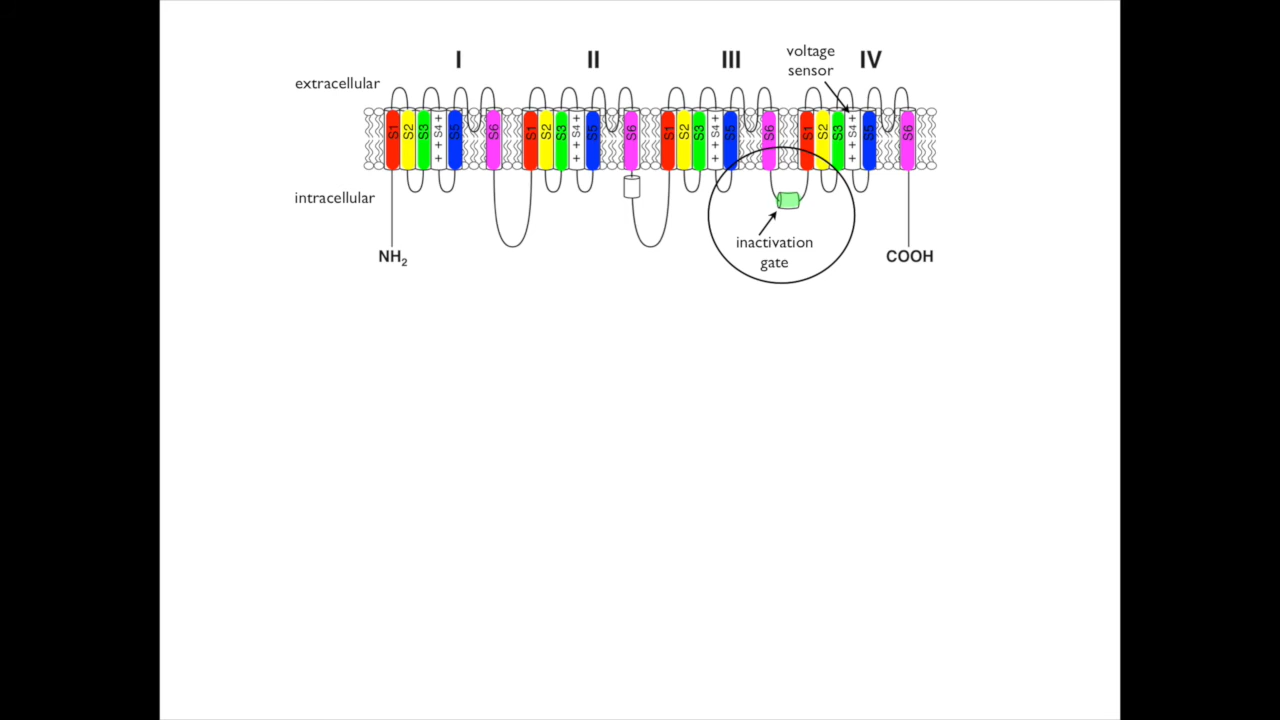 I II III IV
voltage
sensor
extracellular
S1 S2 S3 + S4 + + S5 S6 S1 S2 S3 + S4 + + S5 S6 S1 S2 S3 + S4 + + S5 S6 S1 S2 S3 + S4 + + S5 S6
intracellular
inactivation
gate
NH₂
COOH